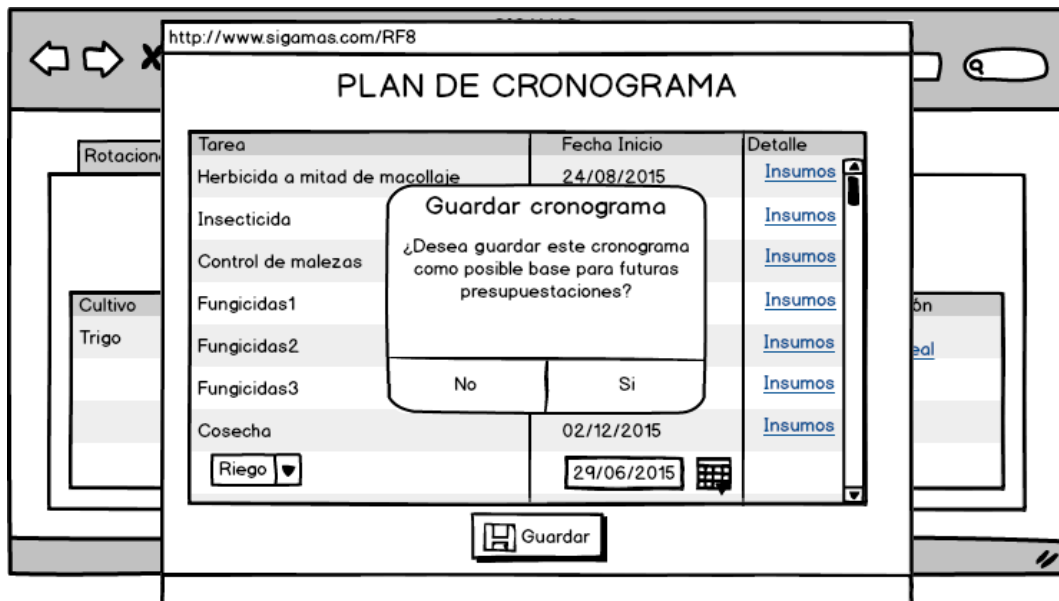 http://www.sigamas.com/RF8
PLAN DE CRONOGRAMA
Tarea Fecha Inicio Detalle
Herbicida a mitad de macollaje 24/08/2015 Insumos
Insecticida Insumos
Control de malezas Insumos
Fungicidas1 Insumos
Fungicidas2 Insumos
Fungicidas3 Insumos
Cosecha 02/12/2015 Insumos
Riego 29/06/2015
Guardar cronograma
¿Desea guardar este cronograma
como posible base para futuras
presupuestaciones?
No Si
Guardar
Rotacion
Cultivo ón
Trigo eal